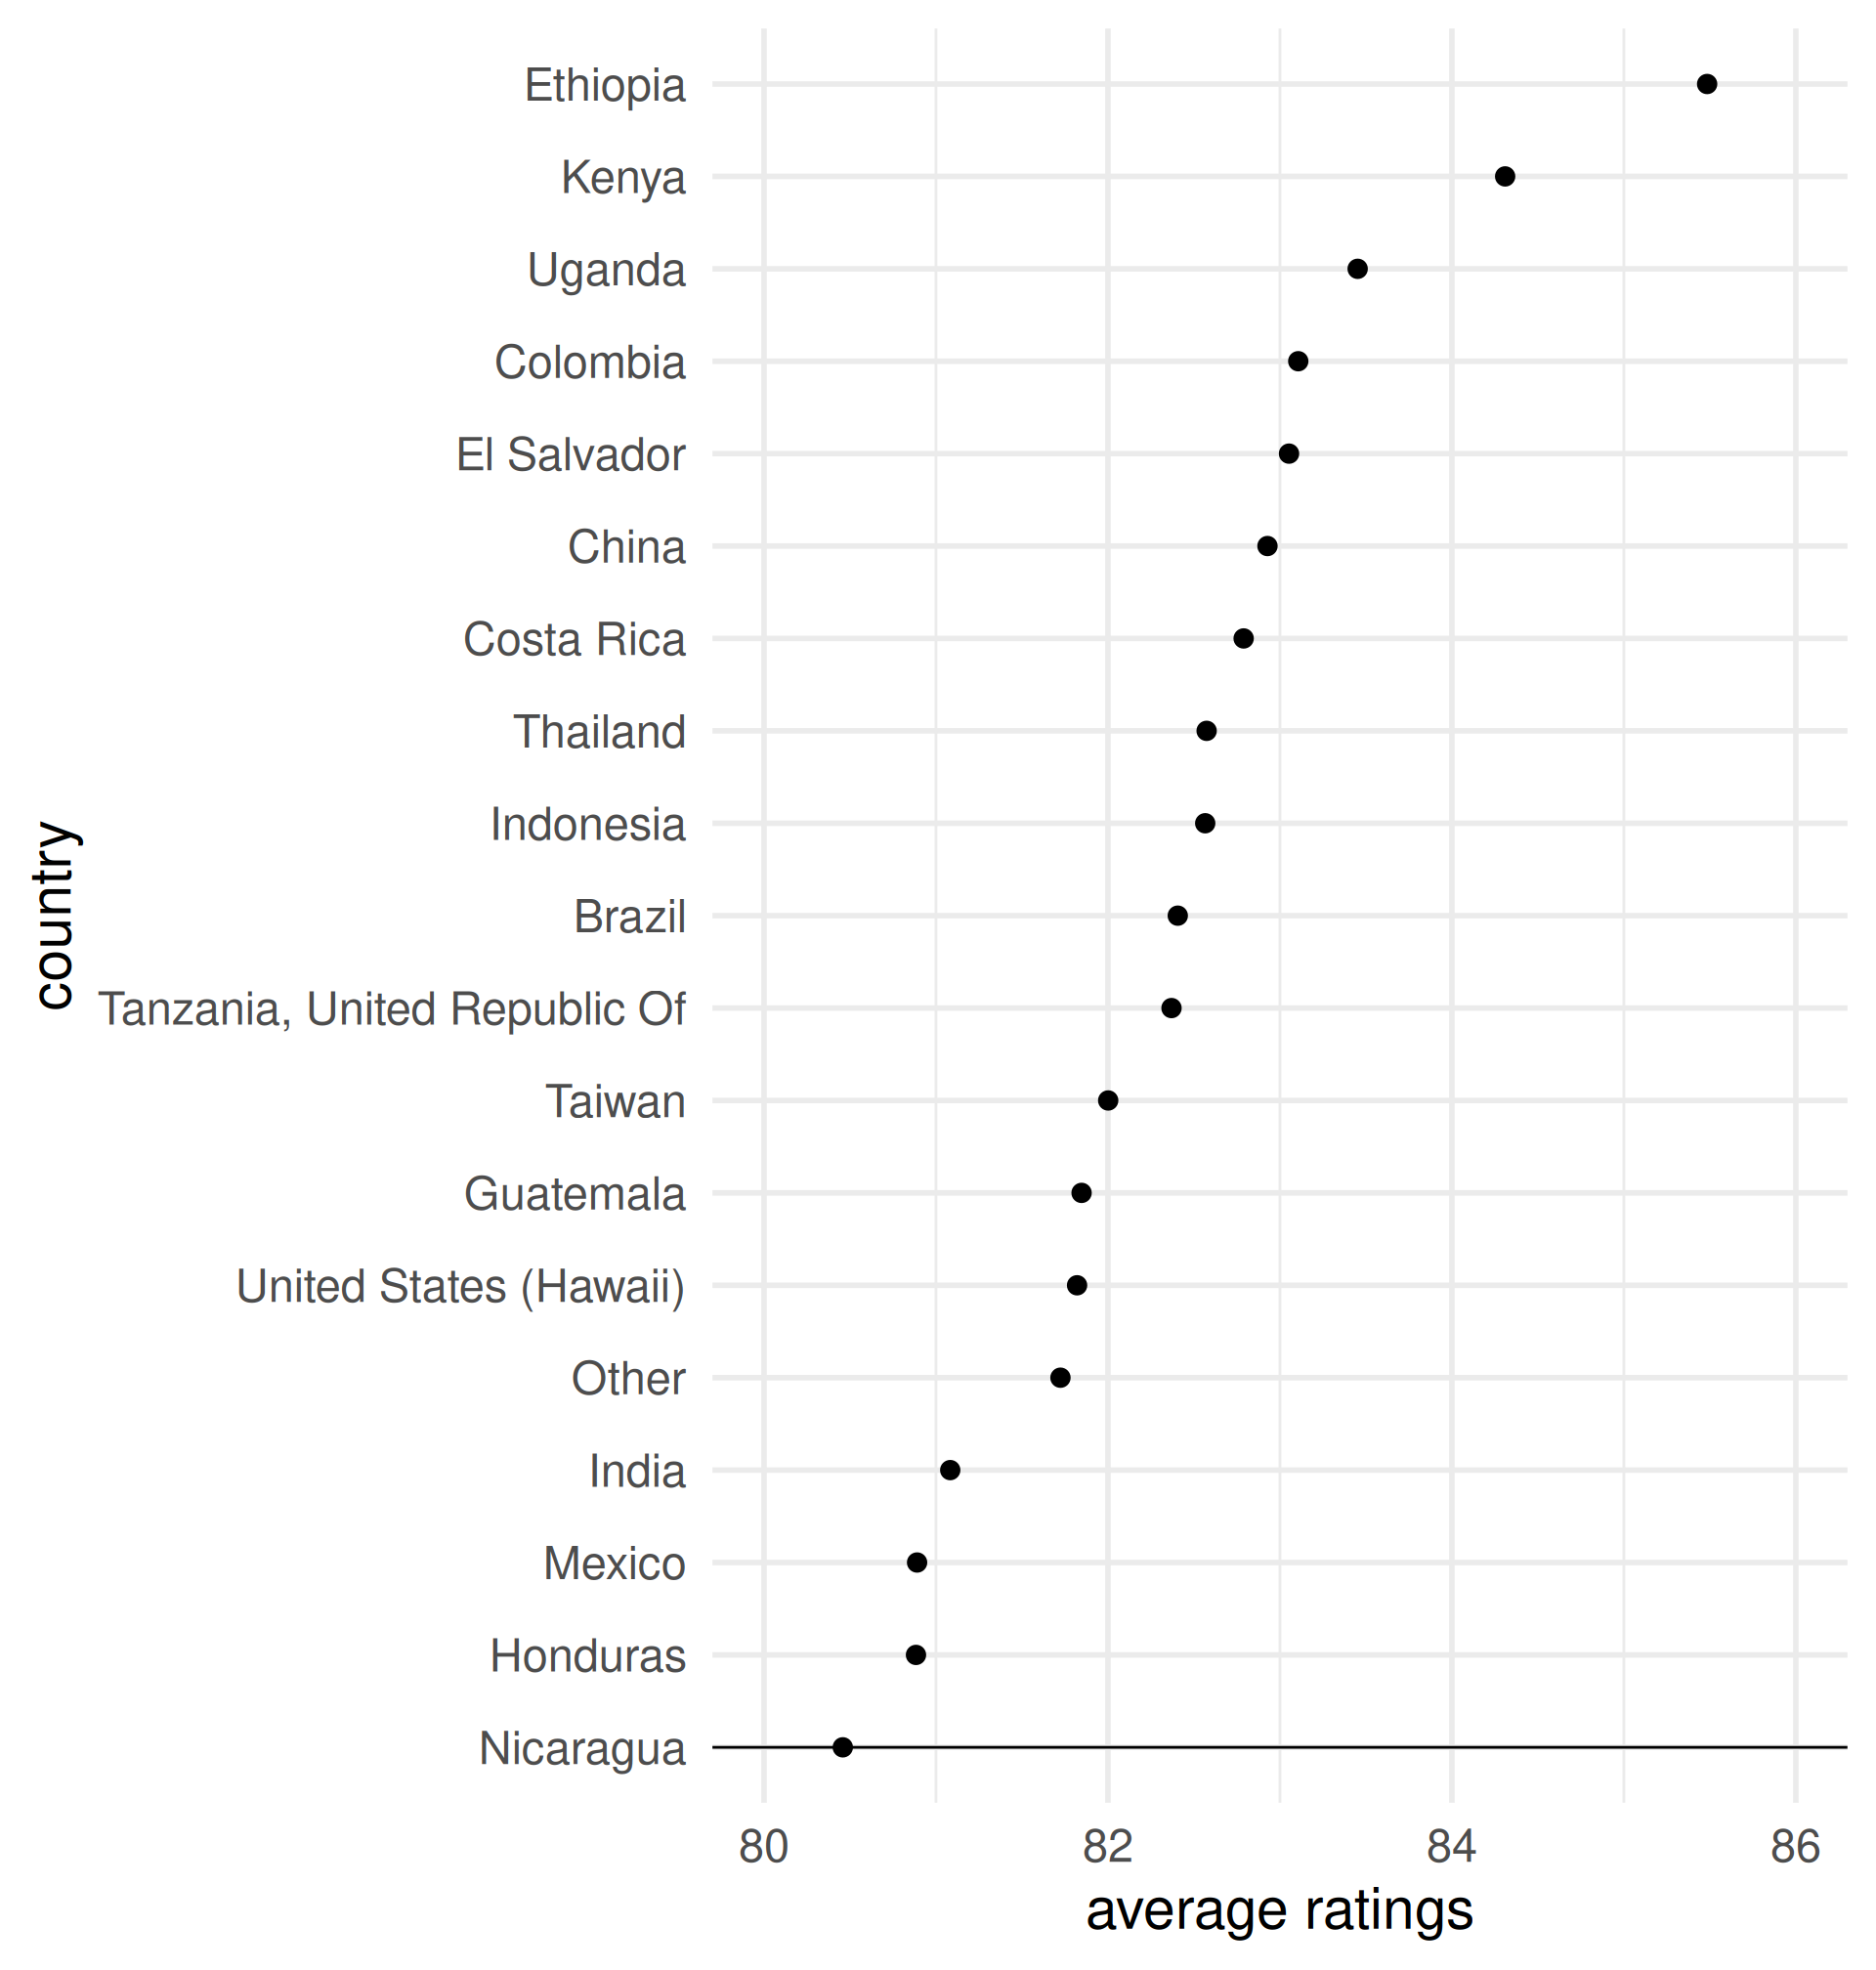 Ethiopia
Kenya
Uganda
Colombia
El Salvador
China
Costa Rica
Thailand
Indonesia
Brazil
Tanzania, United Republic Of
Taiwan
Guatemala
United States (Hawaii)
Other
India
Mexico
Honduras
Nicaragua
country
80 82 84 86
average ratings